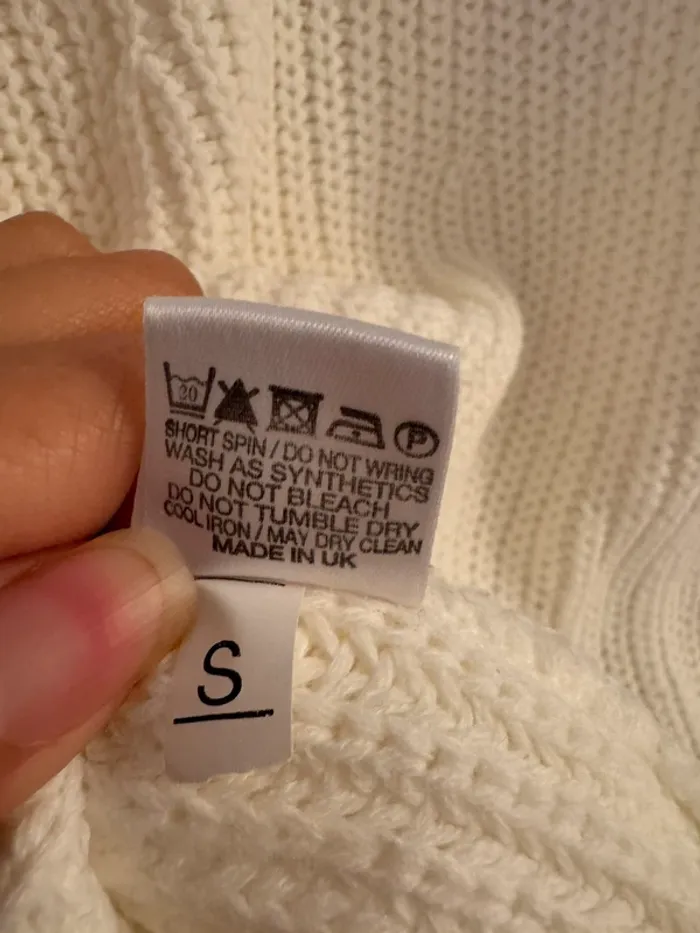 20
P
SHORT SPIN / DO NOT WRING
WASH AS SYNTHETICS
DO NOT BLEACH
DO NOT TUMBLE DRY
COOL IRON / MAY DRY CLEAN
MADE IN UK
S